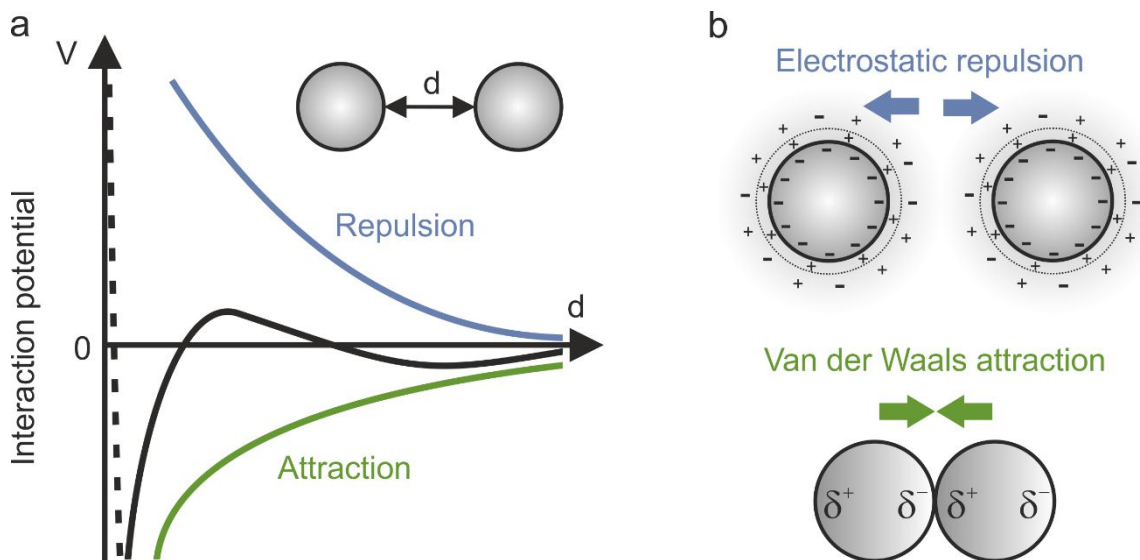 a
V
d
Repulsion
d
0
Attraction
Interaction potential
b
Electrostatic repulsion
Van der Waals attraction
δ⁺ δ⁻ δ⁺ δ⁻